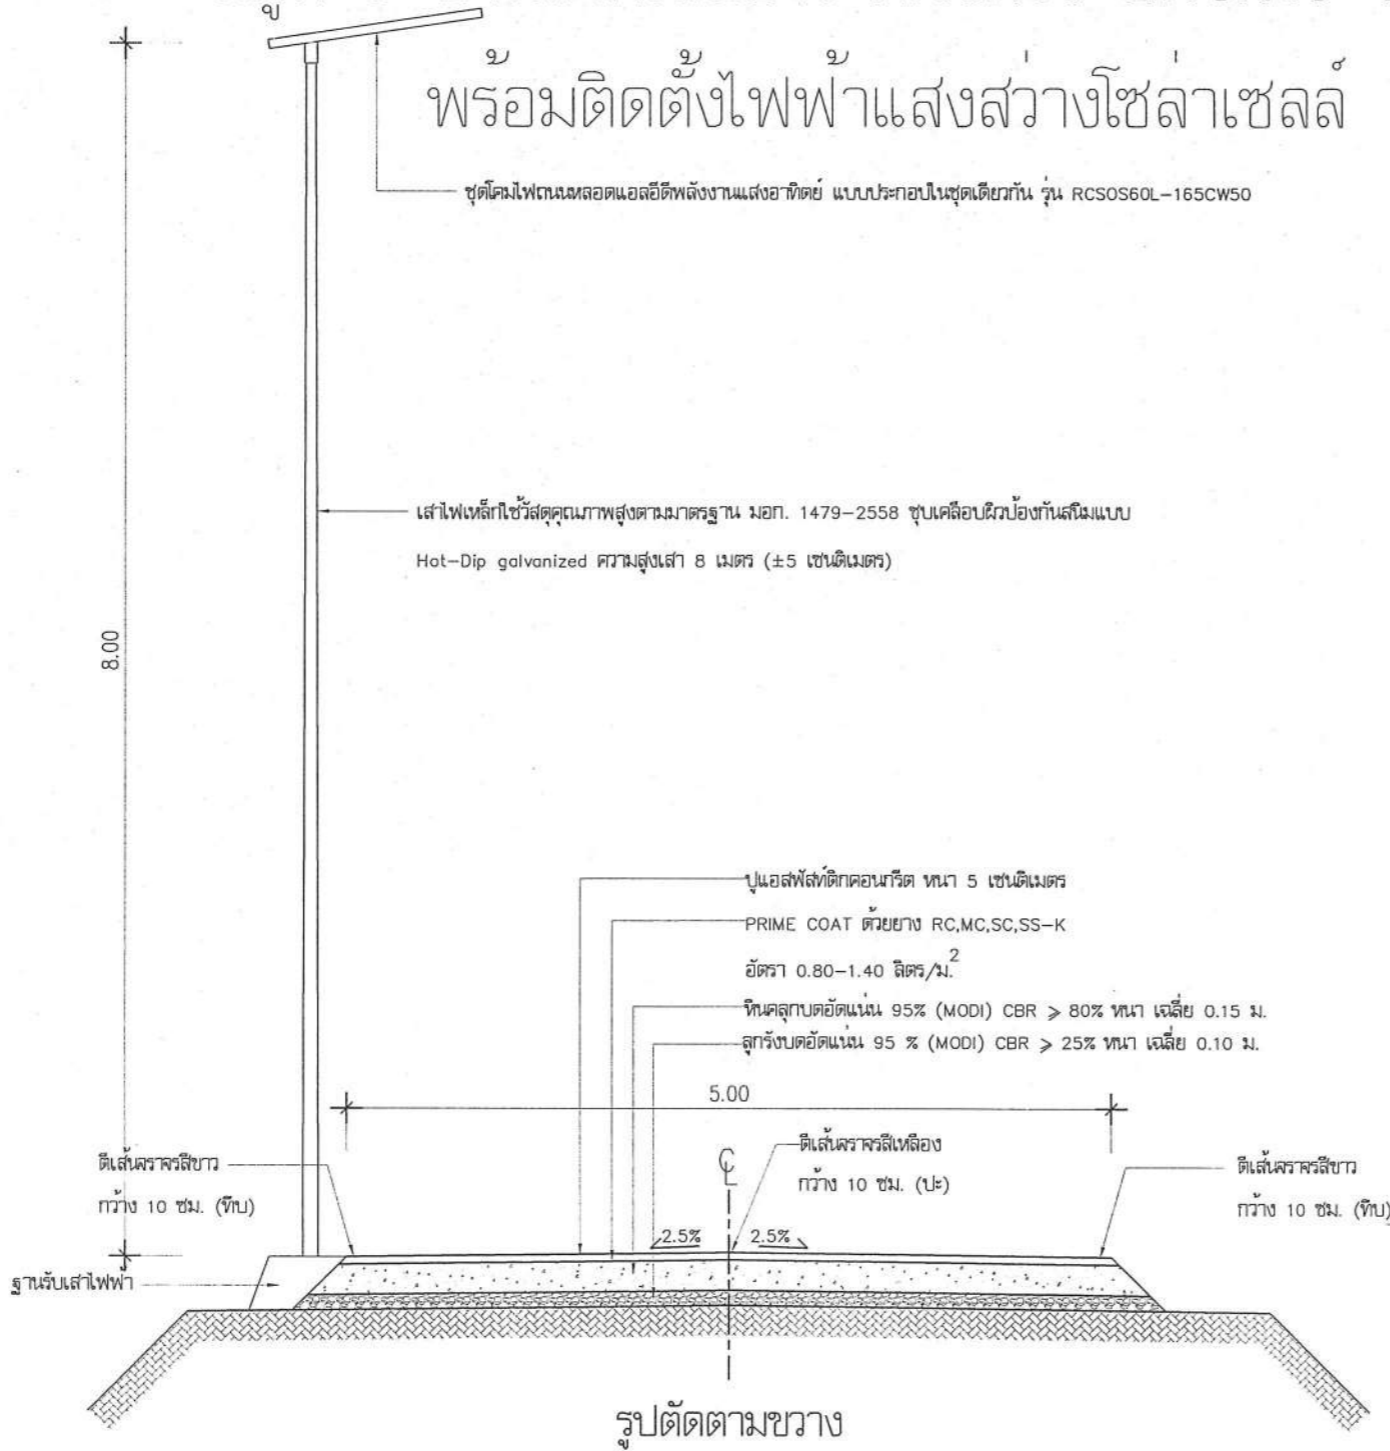 พร้อมติดตั้งไฟฟ้าแสงสว่างโซล่าเซลล์
ชุดโคมไฟถนนหลอดแอลอีดีพลังงานแสงอาทิตย์ แบบประกอบในชุดเดียวกัน รุ่น RCSOS60L-165CW50
เสาไฟเหล็กใช้วัสดุคุณภาพสูงตามมาตรฐาน มอก. 1479-2558 ชุบเคลือบผิวป้องกันสนิมแบบ
Hot-Dip galvanized ความสูงเสา 8 เมตร (±5 เซนติเมตร)
8.00
ปูแอสฟัสท์ติกคอนกรีต หนา 5 เซนติเมตร
PRIME COAT ด้วยยาง RC,MC,SC,SS-K
อัตรา 0.80-1.40 ลิตร/ม.²
หินคลุกบดอัดแน่น 95% (MODI) CBR ⩾ 80% หนา เฉลี่ย 0.15 ม.
ลูกรังบดอัดแน่น 95 % (MODI) CBR ⩾ 25% หนา เฉลี่ย 0.10 ม.
5.00
ตีเส้นจราจรสีเหลือง
กว้าง 10 ซม. (ปะ)
ตีเส้นจราจรสีขาว
กว้าง 10 ซม. (ทึบ)
ตีเส้นจราจรสีขาว
กว้าง 10 ซม. (ทึบ)
℄
2.5% 2.5%
ฐานรับเสาไฟฟ้า
รูปตัดตามขวาง